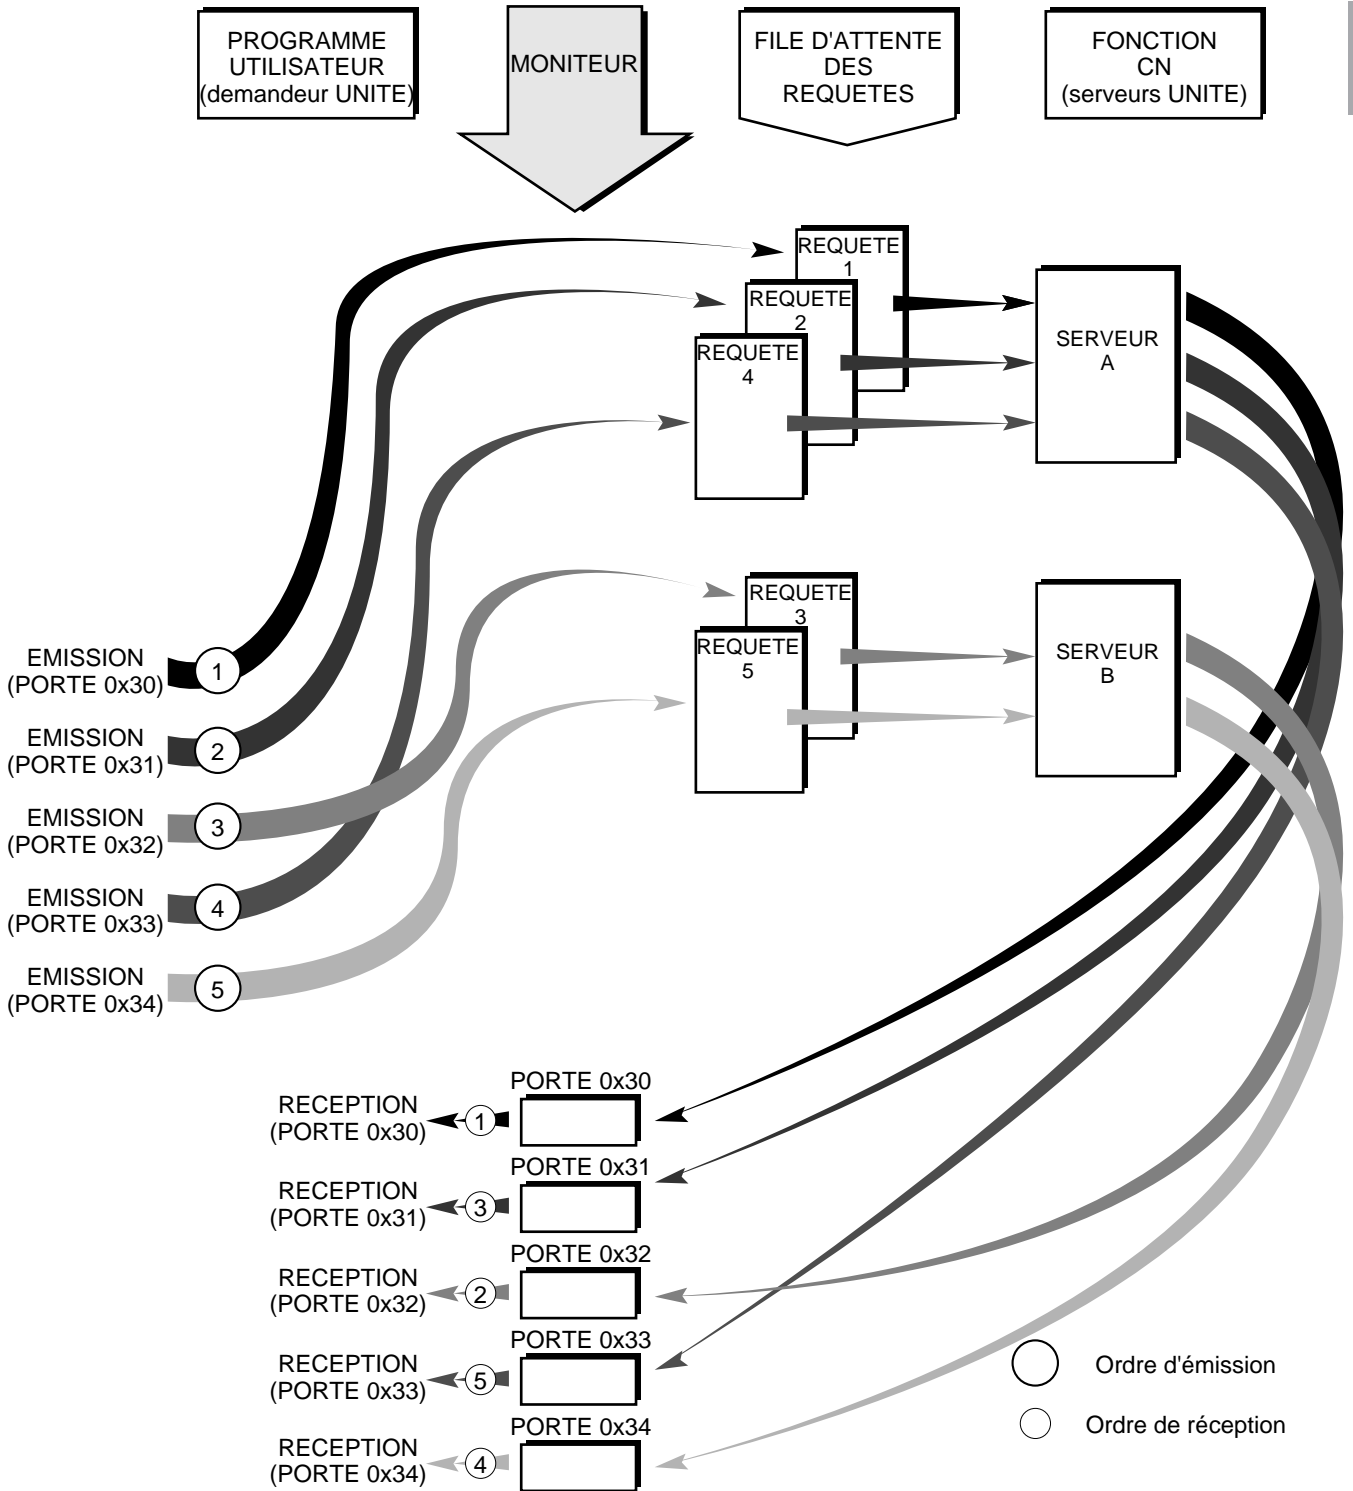 PROGRAMME
UTILISATEUR
(demandeur UNITE)
MONITEUR
FILE D'ATTENTE
DES
REQUETES
FONCTION
CN
(serveurs UNITE)
REQUETE
1
REQUETE
2
REQUETE
4
SERVEUR
A
REQUETE
3
REQUETE
5
SERVEUR
B
EMISSION
(PORTE 0x30)
1
EMISSION
(PORTE 0x31)
2
EMISSION
(PORTE 0x32)
3
EMISSION
(PORTE 0x33)
4
EMISSION
(PORTE 0x34)
5
PORTE 0x30
RECEPTION
(PORTE 0x30)
1
PORTE 0x31
RECEPTION
(PORTE 0x31)
3
PORTE 0x32
RECEPTION
(PORTE 0x32)
2
PORTE 0x33
RECEPTION
(PORTE 0x33)
5
PORTE 0x34
RECEPTION
(PORTE 0x34)
4
Ordre d'émission
Ordre de réception